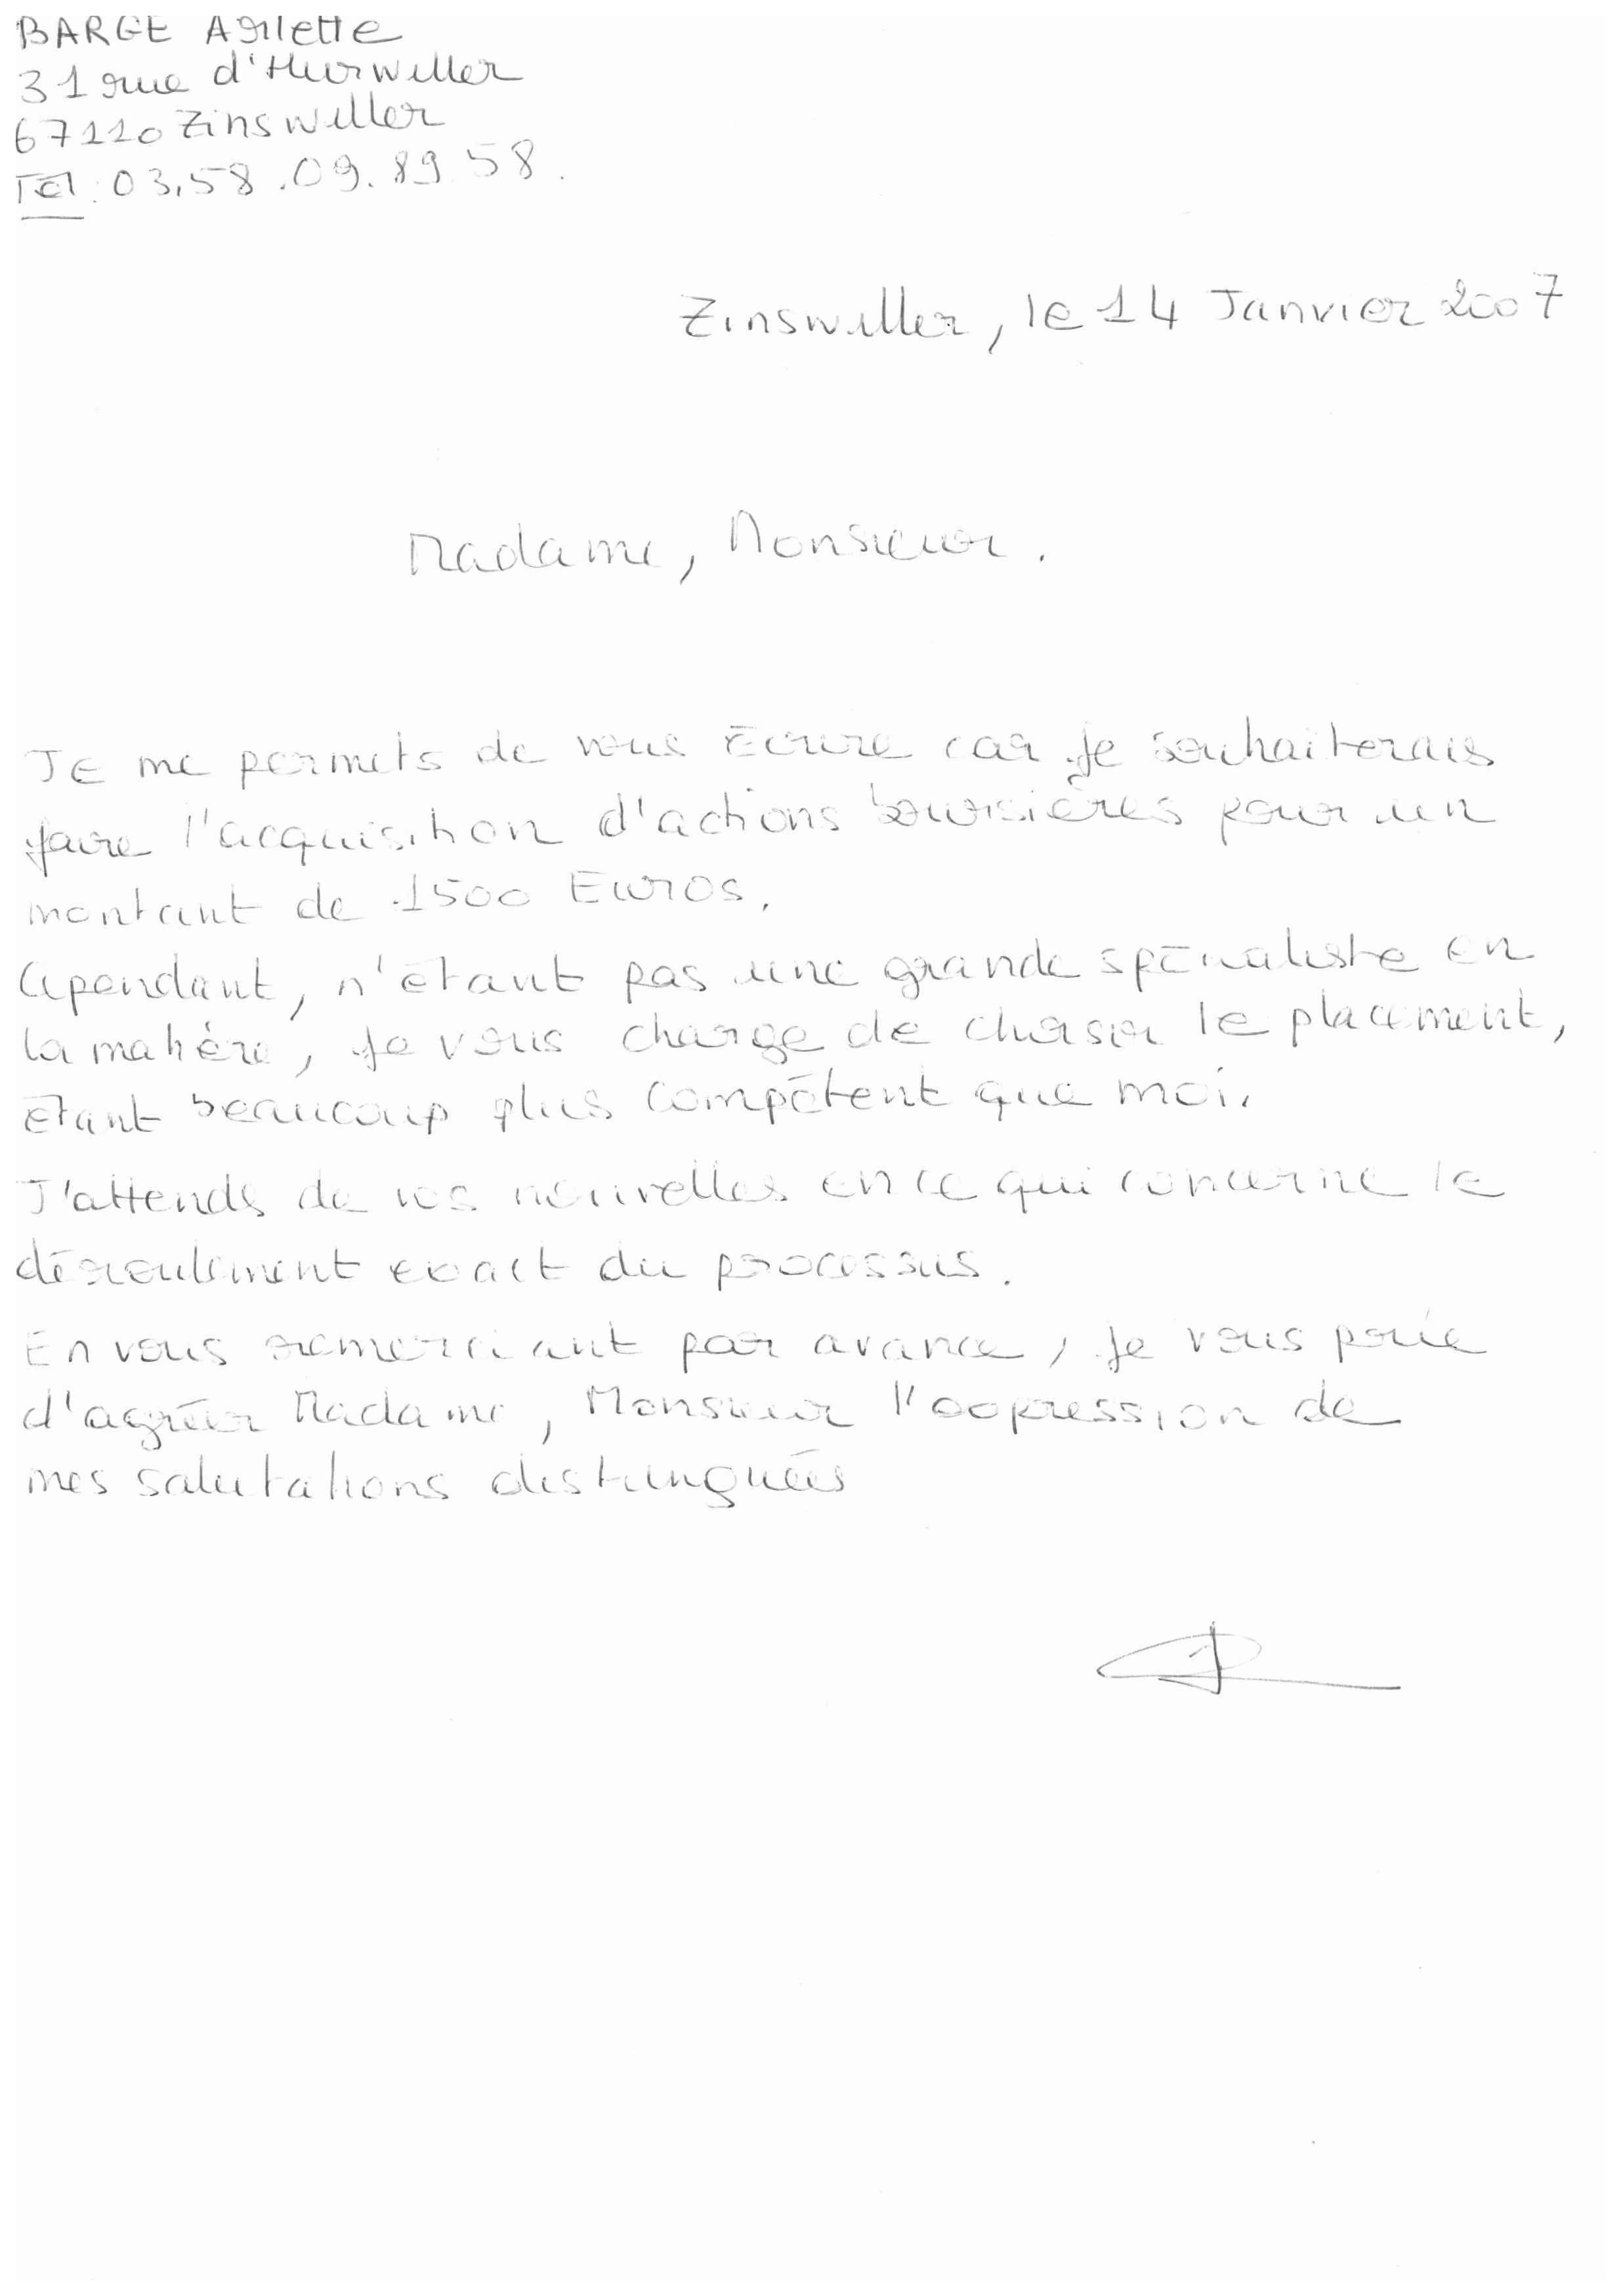 BARGE Arlette
31 rue d'Hurwiller
67110 Zinswiller
Tél : 03.58.09.89.58.
Zinswiller, le 14 Janvier 2007
Madame, Monsieur.
Je me permets de vous écrire car je souhaiterais
faire l'acquisition d'actions boursières pour un
montant de 1500 Euros.
Cependant, n'étant pas une grande spécialiste en
la matière, je vous charge de choisir le placement,
étant beaucoup plus compétent que moi.
J'attends de vos nouvelles en ce qui concerne le
déroulement exact du processus.
En vous remerciant par avance, je vous prie
d'agréer Madame, Monsieur l'expression de
mes salutations distinguées